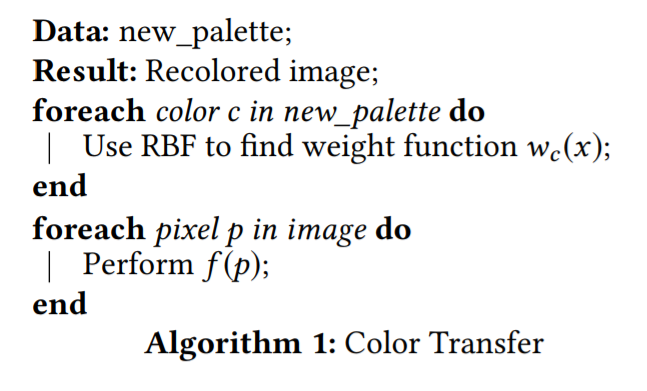 Data: new_palette;
Result: Recolored image;
foreach color c in new_palette do
Use RBF to find weight function w_c(x);
end
foreach pixel p in image do
Perform f(p);
end
Algorithm 1: Color Transfer